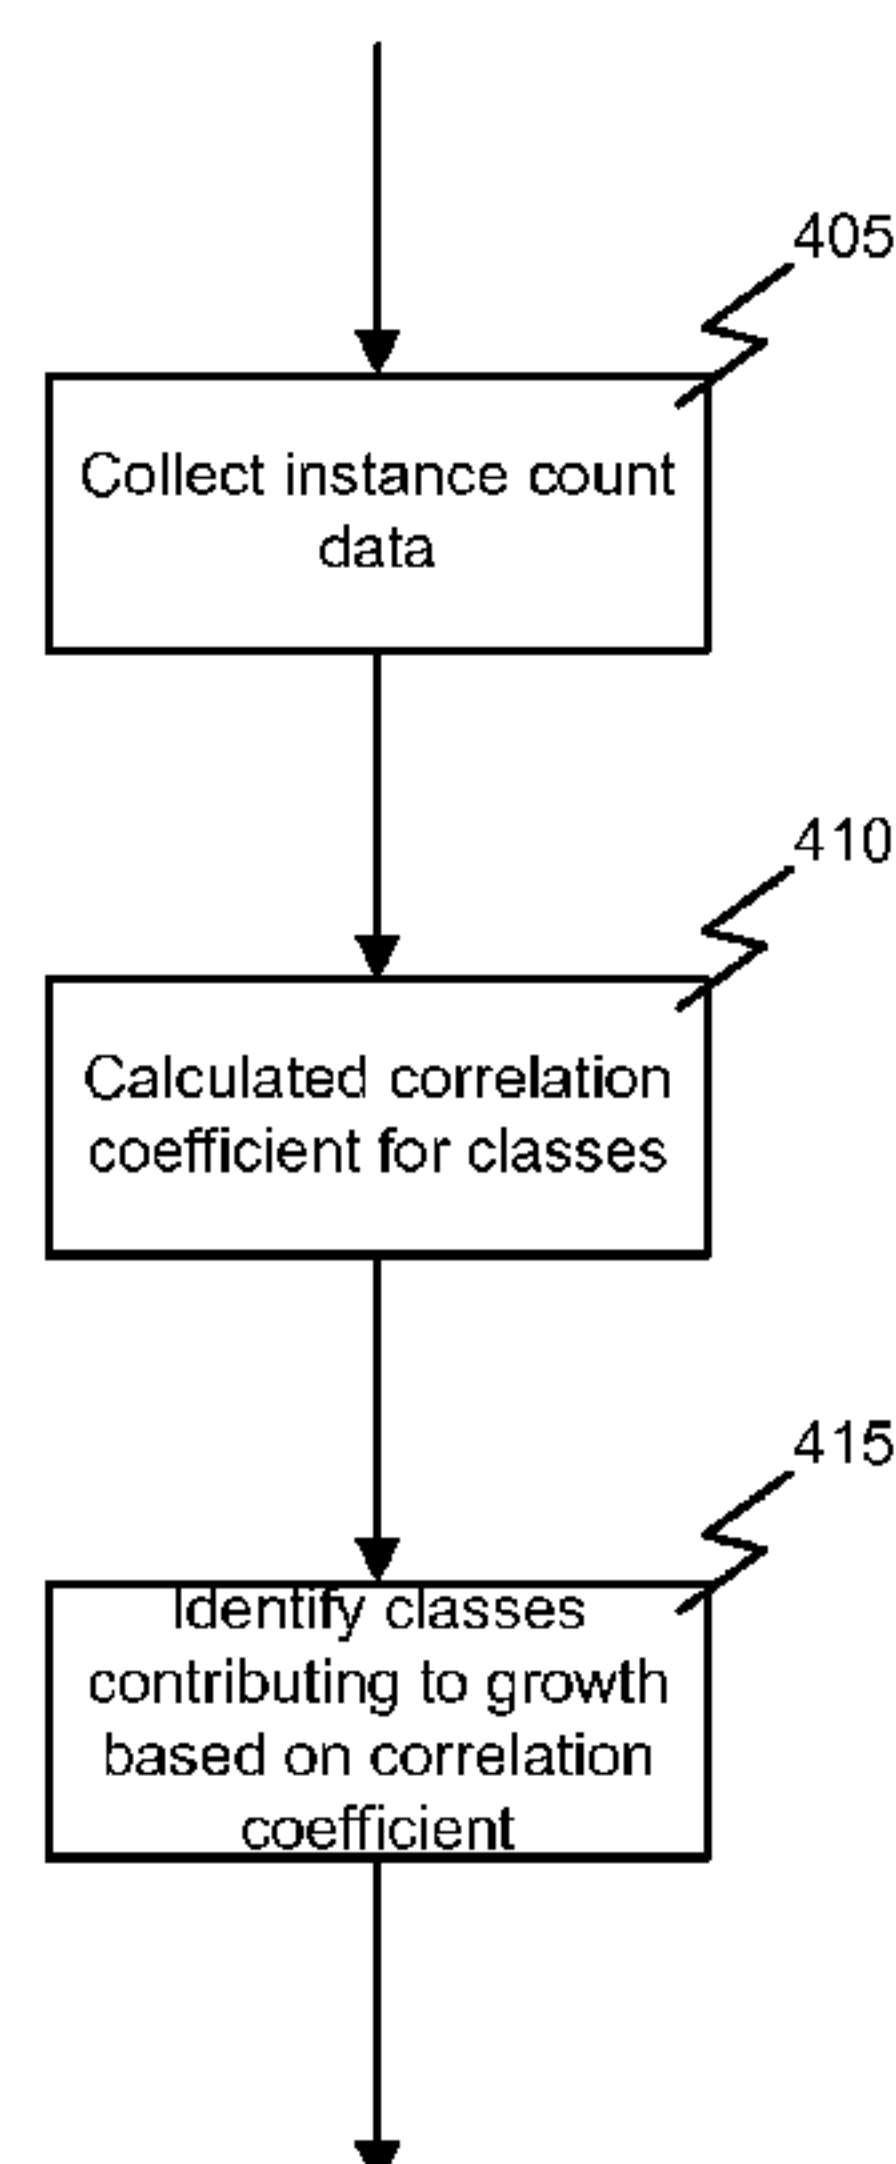 405
Collect instance count
data
410
Calculated correlation
coefficient for classes
415
Identify classes
contributing to growth
based on correlation
coefficient